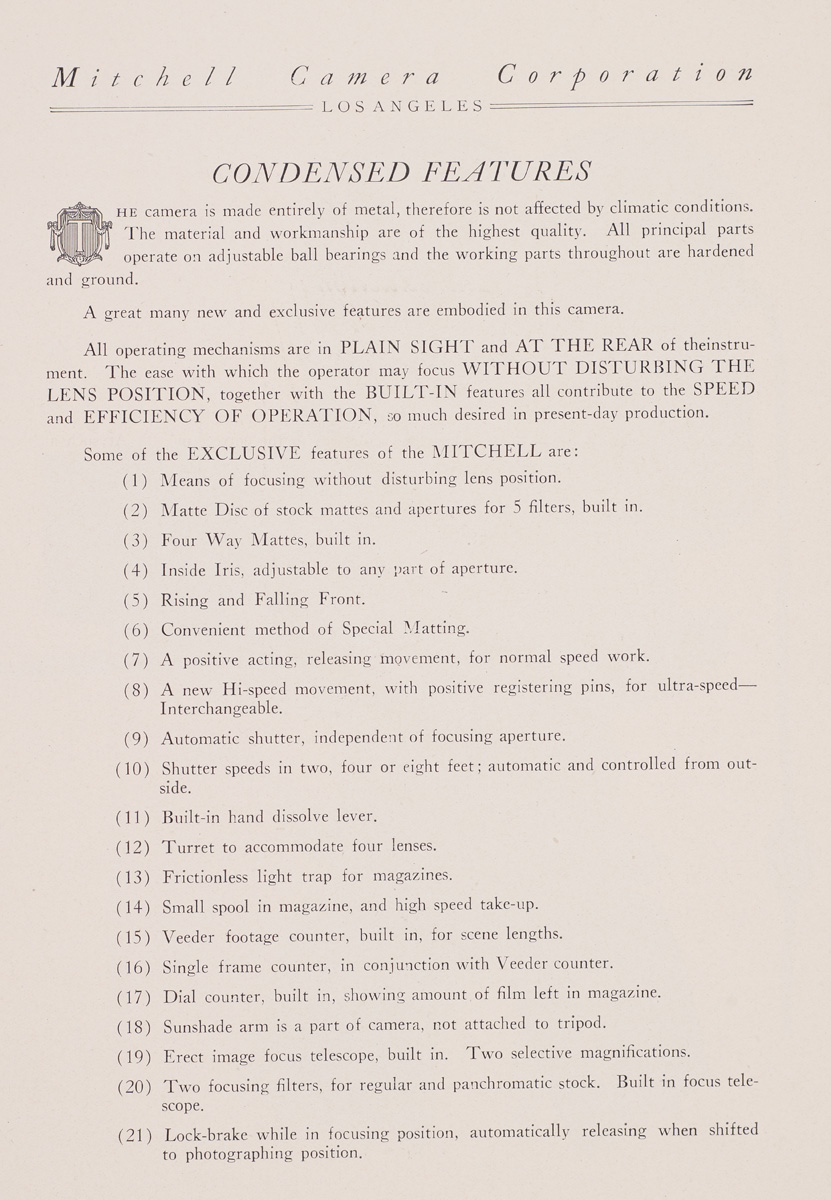 Mitchell Camera Corporation
LOS ANGELES
CONDENSED FEATURES
THE camera is made entirely of metal, therefore is not affected by climatic conditions.
The material and workmanship are of the highest quality. All principal parts
operate on adjustable ball bearings and the working parts throughout are hardened
and ground.
A great many new and exclusive features are embodied in this camera.
All operating mechanisms are in PLAIN SIGHT and AT THE REAR of theinstru-
ment. The ease with which the operator may focus WITHOUT DISTURBING THE
LENS POSITION, together with the BUILT-IN features all contribute to the SPEED
and EFFICIENCY OF OPERATION, so much desired in present-day production.
Some of the EXCLUSIVE features of the MITCHELL are:
(1) Means of focusing without disturbing lens position.
(2) Matte Disc of stock mattes and apertures for 5 filters, built in.
(3) Four Way Mattes, built in.
(4) Inside Iris, adjustable to any part of aperture.
(5) Rising and Falling Front.
(6) Convenient method of Special Matting.
(7) A positive acting, releasing movement, for normal speed work.
(8) A new Hi-speed movement, with positive registering pins, for ultra-speed—
Interchangeable.
(9) Automatic shutter, independent of focusing aperture.
(10) Shutter speeds in two, four or eight feet; automatic and controlled from out-
side.
(11) Built-in hand dissolve lever.
(12) Turret to accommodate four lenses.
(13) Frictionless light trap for magazines.
(14) Small spool in magazine, and high speed take-up.
(15) Veeder footage counter, built in, for scene lengths.
(16) Single frame counter, in conjunction with Veeder counter.
(17) Dial counter, built in, showing amount of film left in magazine.
(18) Sunshade arm is a part of camera, not attached to tripod.
(19) Erect image focus telescope, built in. Two selective magnifications.
(20) Two focusing filters, for regular and panchromatic stock. Built in focus tele-
scope.
(21) Lock-brake while in focusing position, automatically releasing when shifted
to photographing position.